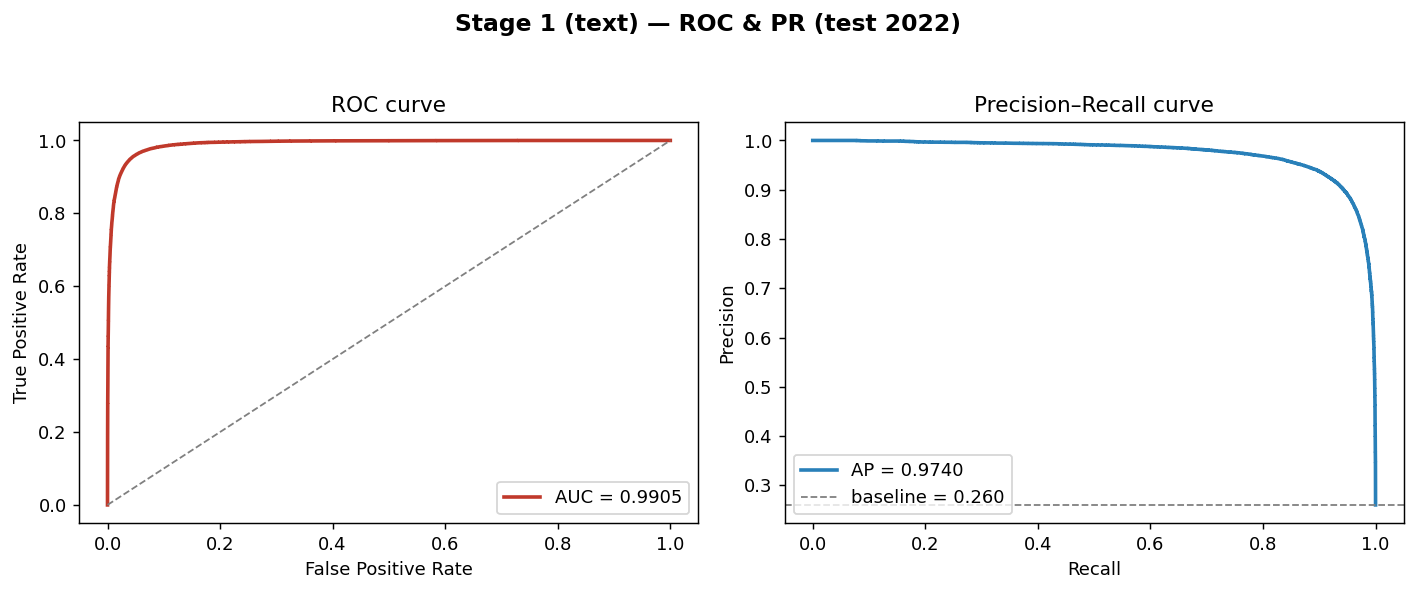 Stage 1 (text) — ROC & PR (test 2022)
ROC curve
1.0
0.8
0.6
0.4
0.2
0.0
True Positive Rate
AUC = 0.9905
0.0 0.2 0.4 0.6 0.8 1.0
False Positive Rate
Precision–Recall curve
1.0
0.9
0.8
0.7
0.6
0.5
0.4
0.3
Precision
AP = 0.9740
baseline = 0.260
0.0 0.2 0.4 0.6 0.8 1.0
Recall